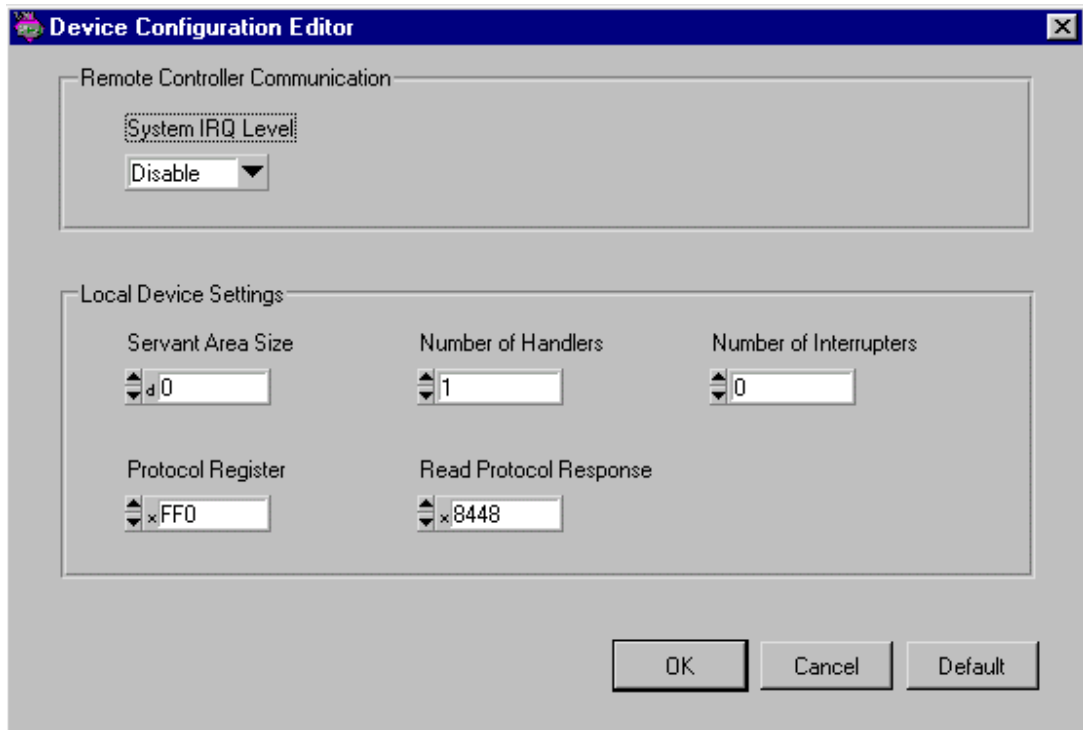 Device Configuration Editor
Remote Controller Communication
System IRQ Level
Disable
Local Device Settings
Servant Area Size
Number of Handlers
Number of Interrupters
d 0
1
0
Protocol Register
Read Protocol Response
x FF0
x 8448
OK
Cancel
Default